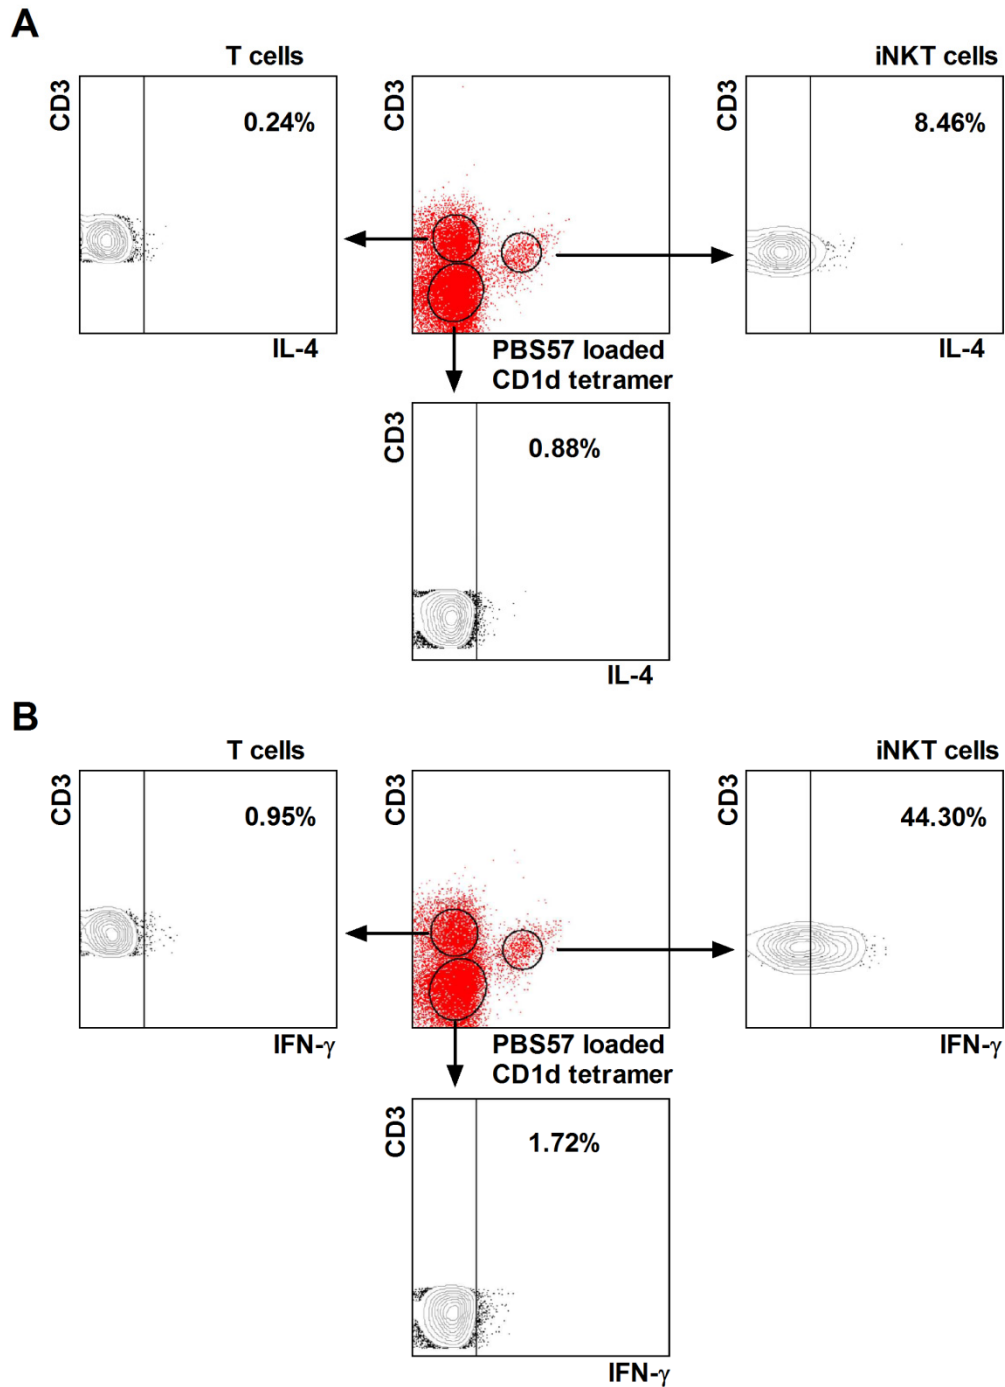 A
T cells
iNKT cells
CD3
0.24%
CD3
CD3
8.46%
IL-4
PBS57 loaded
CD1d tetramer
IL-4
CD3
0.88%
IL-4
B
T cells
iNKT cells
CD3
0.95%
CD3
CD3
44.30%
IFN-γ
PBS57 loaded
CD1d tetramer
IFN-γ
CD3
1.72%
IFN-γ